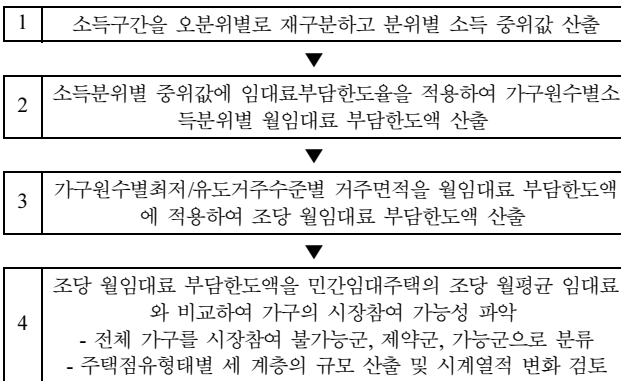 1 소득구간을 오분위별로 재구분하고 분위별 소득 중위값 산출
▼
2 소득분위별 중위값에 임대료부담한도율을 적용하여 가구원수별소
득분위별 월임대료 부담한도액 산출
▼
3 가구원수별최저/유도거주수준별 거주면적을 월임대료 부담한도액
에 적용하여 조당 월임대료 부담한도액 산출
▼
4 조당 월임대료 부담한도액을 민간임대주택의 조당 월평균 임대료
와 비교하여 가구의 시장참여 가능성 파악
- 전체 가구를 시장참여 불가능군, 제약군, 가능군으로 분류
- 주택점유형태별 세 계층의 규모 산출 및 시계열적 변화 검토